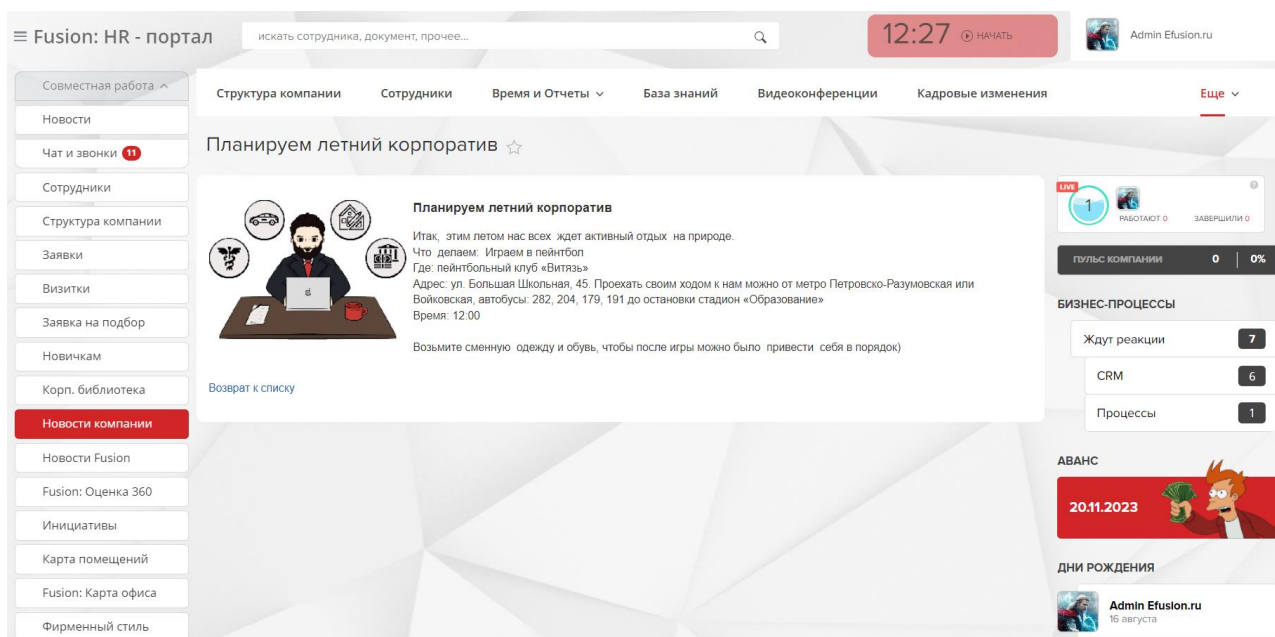 Fusion: HR - портал
искать сотрудника, документ, прочее...
12:27 НАЧАТЬ
Admin Efusion.ru
Совместная работа
Новости
Чат и звонки 11
Сотрудники
Структура компании
Заявки
Визитки
Заявка на подбор
Новичкам
Корп. библиотека
Новости компании
Новости Fusion
Fusion: Оценка 360
Инициативы
Карта помещений
Fusion: Карта офиса
Фирменный стиль
Структура компании Сотрудники Время и Отчеты База знаний Видеоконференции Кадровые изменения Еще
Планируем летний корпоратив
Планируем летний корпоратив
Итак, этим летом нас всех ждет активный отдых на природе.
Что делаем: Играем в пейнтбол
Где: пейнтбольный клуб «Витязь»
Адрес: ул. Большая Школьная, 45. Проехать своим ходом к нам можно от метро Петровско-Разумовская или
Войковская, автобусы: 282, 204, 179, 191 до остановки стадион «Образование»
Время: 12:00
Возьмите сменную одежду и обувь, чтобы после игры можно было привести себя в порядок)
Возврат к списку
LIVE
1
РАБОТАЮТ 0 ЗАВЕРШИЛИ 0
ПУЛЬС КОМПАНИИ 0 0%
БИЗНЕС-ПРОЦЕССЫ
Ждут реакции 7
CRM 6
Процессы 1
АВАНС
20.11.2023
ДНИ РОЖДЕНИЯ
Admin Efusion.ru
16 августа